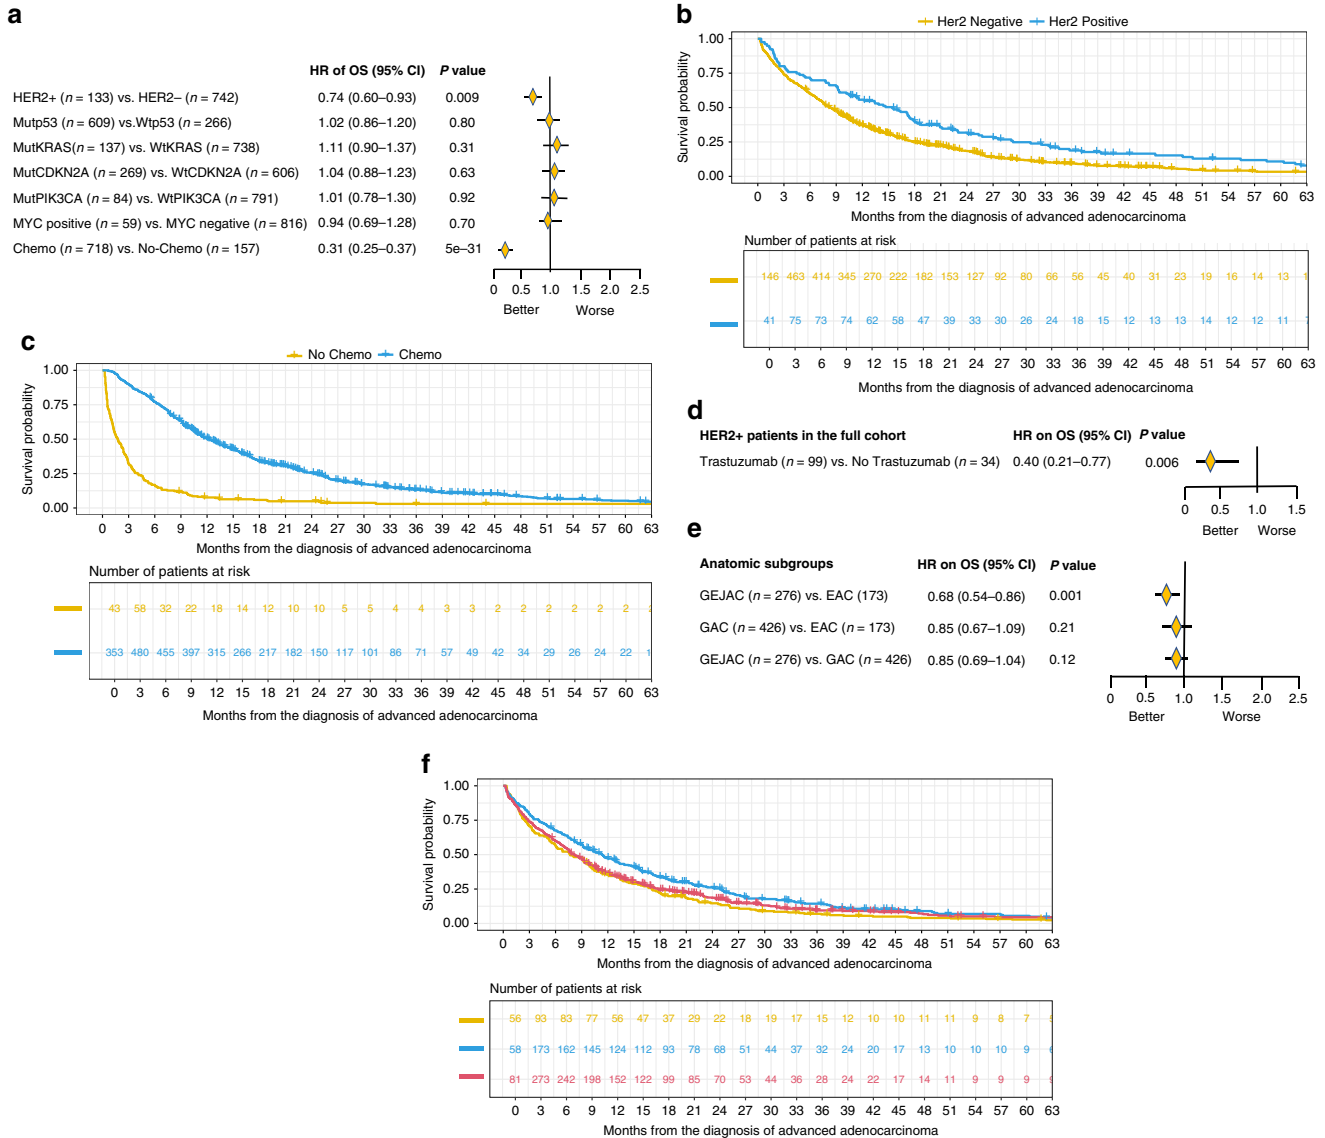 a
HR of OS (95% CI) P value
HER2+ (n = 133) vs. HER2– (n = 742) 0.74 (0.60–0.93) 0.009
Mutp53 (n = 609) vs.Wtp53 (n = 266) 1.02 (0.86–1.20) 0.80
MutKRAS(n = 137) vs. WtKRAS (n = 738) 1.11 (0.90–1.37) 0.31
MutCDKN2A (n = 269) vs. WtCDKN2A (n = 606) 1.04 (0.88–1.23) 0.63
MutPIK3CA (n = 84) vs. WtPIK3CA (n = 791) 1.01 (0.78–1.30) 0.92
MYC positive (n = 59) vs. MYC negative (n = 816) 0.94 (0.69–1.28) 0.70
Chemo (n = 718) vs. No-Chemo (n = 157) 0.31 (0.25–0.37) 5e–31
0 0.5 1.0 1.5 2.0 2.5
Better Worse
b
Her2 Negative Her2 Positive
Survival probability
1.00
0.75
0.50
0.25
0.00
0 3 6 9 12 15 18 21 24 27 30 33 36 39 42 45 48 51 54 57 60 63
Months from the diagnosis of advanced adenocarcinoma
Number of patients at risk
146 463 414 345 270 222 182 153 127 92 80 66 56 45 40 31 23 19 16 14 13
41 75 73 74 62 58 47 39 33 30 26 24 18 15 12 13 13 14 12 12 11
0 3 6 9 12 15 18 21 24 27 30 33 36 39 42 45 48 51 54 57 60 63
Months from the diagnosis of advanced adenocarcinoma
c
No Chemo Chemo
Survival probability
1.00
0.75
0.50
0.25
0.00
0 3 6 9 12 15 18 21 24 27 30 33 36 39 42 45 48 51 54 57 60 63
Months from the diagnosis of advanced adenocarcinoma
Number of patients at risk
43 58 32 22 18 14 12 10 10 5 5 4 4 3 3 2 2 2 2 2 2
353 480 455 397 315 266 217 182 150 117 101 86 71 57 49 42 34 29 26 24 22
0 3 6 9 12 15 18 21 24 27 30 33 36 39 42 45 48 51 54 57 60 63
Months from the diagnosis of advanced adenocarcinoma
d
HER2+ patients in the full cohort HR on OS (95% CI) P value
Trastuzumab (n = 99) vs. No Trastuzumab (n = 34) 0.40 (0.21–0.77) 0.006
0 0.5 1.0 1.5
Better Worse
e
Anatomic subgroups HR on OS (95% CI) P value
GEJAC (n = 276) vs. EAC (173) 0.68 (0.54–0.86) 0.001
GAC (n = 426) vs. EAC (n = 173) 0.85 (0.67–1.09) 0.21
GEJAC (n = 276) vs. GAC (n = 426) 0.85 (0.69–1.04) 0.12
0 0.5 1.0 1.5 2.0 2.5
Better Worse
f
Survival probability
1.00
0.75
0.50
0.25
0.00
0 3 6 9 12 15 18 21 24 27 30 33 36 39 42 45 48 51 54 57 60 63
Months from the diagnosis of advanced adenocarcinoma
Number of patients at risk
56 93 83 77 56 47 37 29 22 18 19 17 15 12 10 10 11 11 9 8 7
58 173 162 145 124 112 93 78 68 51 44 37 32 24 20 17 13 10 10 10 9
81 273 242 198 152 122 99 85 70 53 44 36 28 24 22 17 14 11 9 9 9
0 3 6 9 12 15 18 21 24 27 30 33 36 39 42 45 48 51 54 57 60 63
Months from the diagnosis of advanced adenocarcinoma